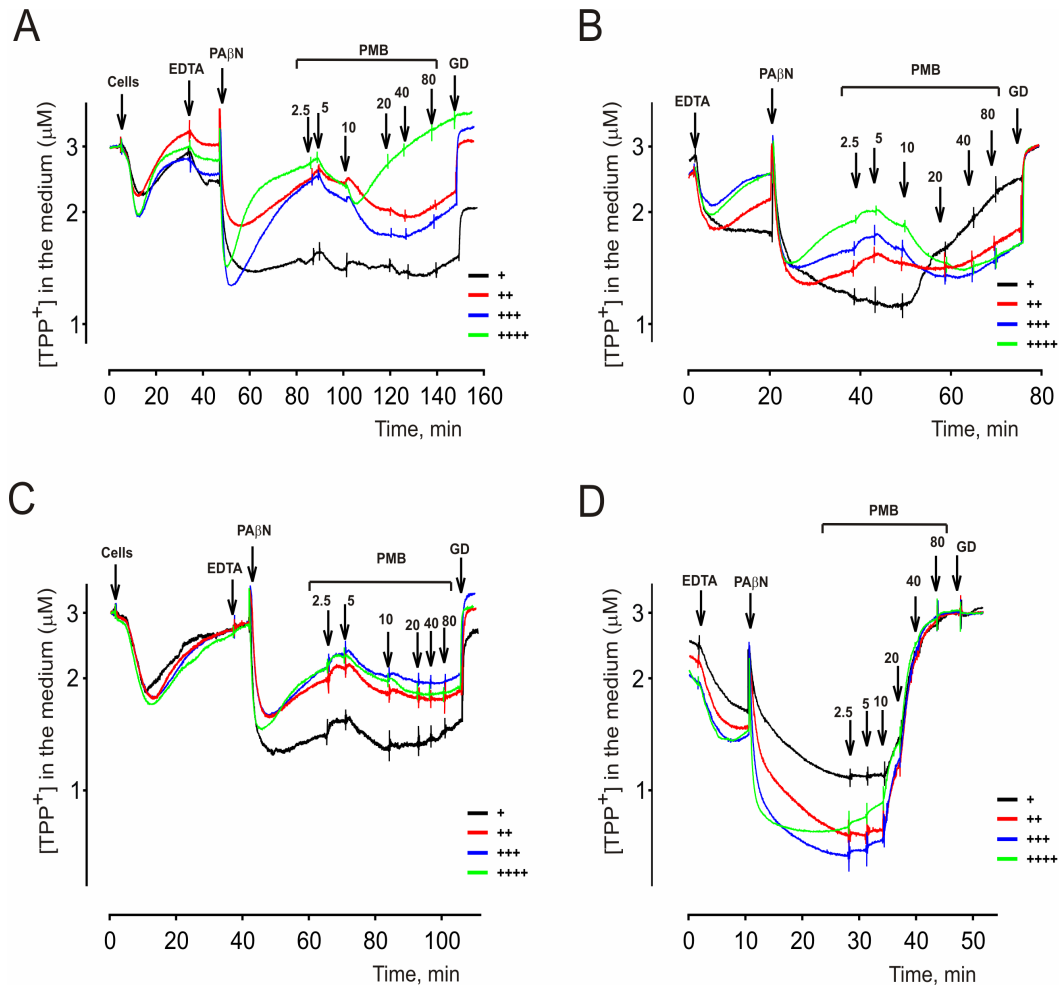 A
PAβN
PMB
Cells
EDTA
GD
80
2.5
5
20
40
10
[TPP+] in the medium (μM)
3
2
1
+
++
+++
++++
0 20 40 60 80 100 120 140 160
Time, min
B
PAβN
PMB
EDTA
GD
80
2.5
5
10
40
20
[TPP+] in the medium (μM)
3
2
1
+
++
+++
++++
0 20 40 60 80
Time, min
C
PAβN
Cells
EDTA
PMB
GD
2.5
5
10
20
40
80
[TPP+] in the medium (μM)
3
2
1
+
++
+++
++++
0 20 40 60 80 100
Time, min
D
PMB
80
GD
EDTA
PAβN
40
20
2.5
5
10
[TPP+] in the medium (μM)
3
2
1
+
++
+++
++++
0 10 20 30 40 50
Time, min